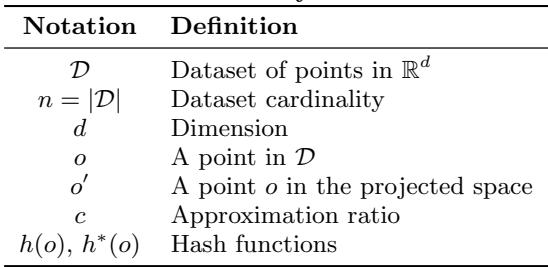 Notation Definition
𝒟 Dataset of points in ℝᵈ
n = |𝒟| Dataset cardinality
d Dimension
o A point in 𝒟
o′ A point o in the projected space
c Approximation ratio
h(o), h*(o) Hash functions